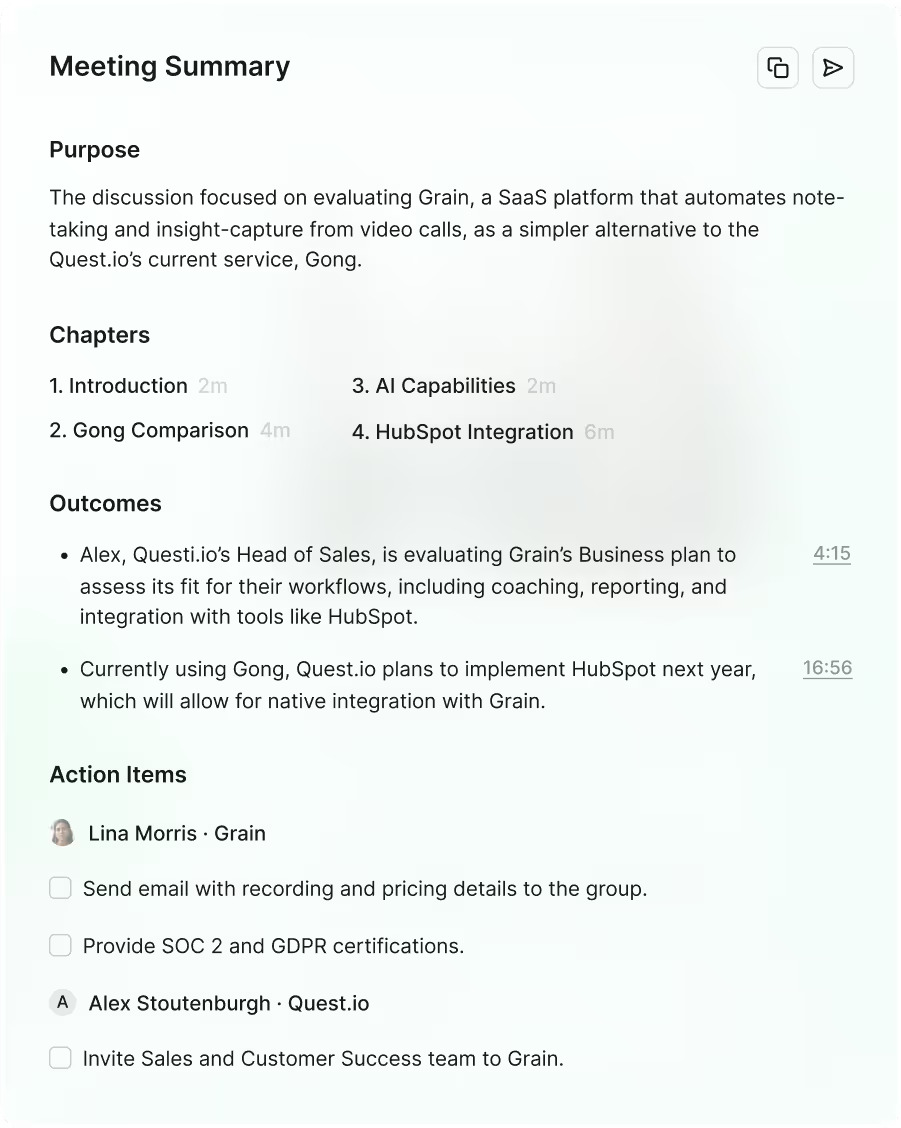 Meeting Summary
Purpose
The discussion focused on evaluating Grain, a SaaS platform that automates note-
taking and insight-capture from video calls, as a simpler alternative to the
Quest.io’s current service, Gong.
Chapters
1. Introduction 2m
2. Gong Comparison 4m
3. AI Capabilities 2m
4. HubSpot Integration 6m
Outcomes
• Alex, Questi.io’s Head of Sales, is evaluating Grain’s Business plan to 4:15
assess its fit for their workflows, including coaching, reporting, and
integration with tools like HubSpot.
• Currently using Gong, Quest.io plans to implement HubSpot next year, 16:56
which will allow for native integration with Grain.
Action Items
Lina Morris · Grain
Send email with recording and pricing details to the group.
Provide SOC 2 and GDPR certifications.
A Alex Stoutenburgh · Quest.io
Invite Sales and Customer Success team to Grain.